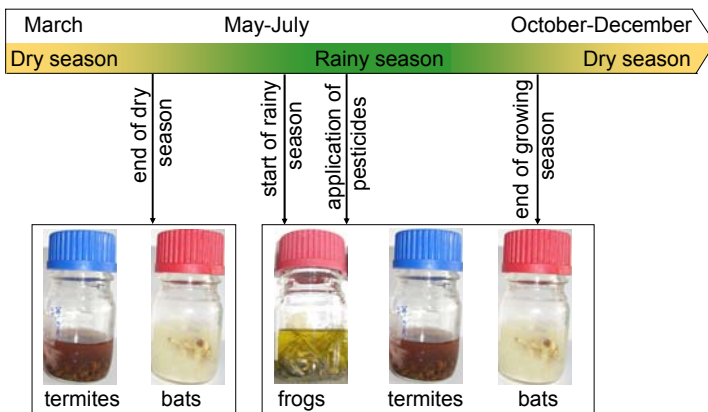 March May-July October-December
Dry season Rainy season Dry season
end of dry
season
start of rainy
season
application of
pesticides
end of growing
season
termites bats frogs termites bats